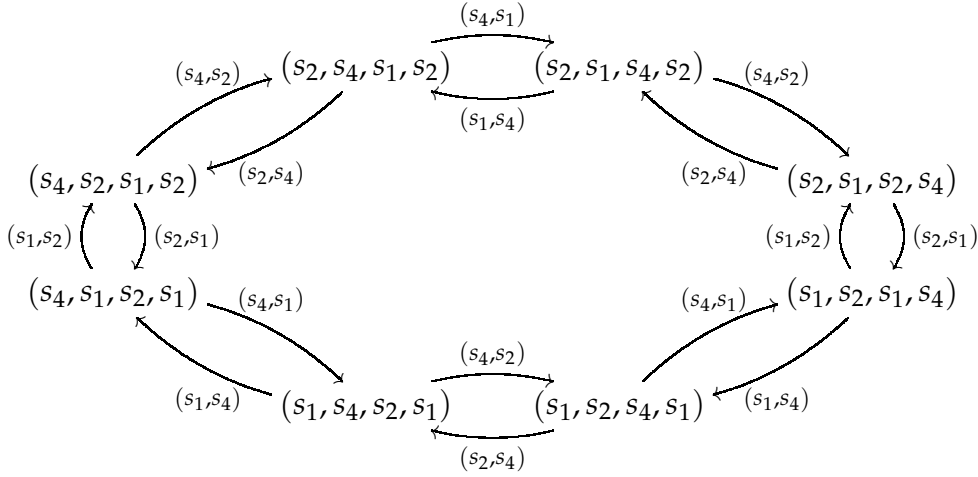 (s₄,s₁)
(s₂, s₄, s₁, s₂) (s₂, s₁, s₄, s₂)
(s₄,s₂) (s₄,s₂)
(s₁,s₄)
(s₂,s₄) (s₂,s₄)
(s₄, s₂, s₁, s₂) (s₂, s₁, s₂, s₄)
(s₁,s₂) (s₂,s₁) (s₁,s₂) (s₂,s₁)
(s₄, s₁, s₂, s₁) (s₁, s₂, s₁, s₄)
(s₄,s₁) (s₄,s₁)
(s₄,s₂)
(s₁,s₄) (s₁,s₄)
(s₁, s₄, s₂, s₁) (s₁, s₂, s₄, s₁)
(s₂,s₄)